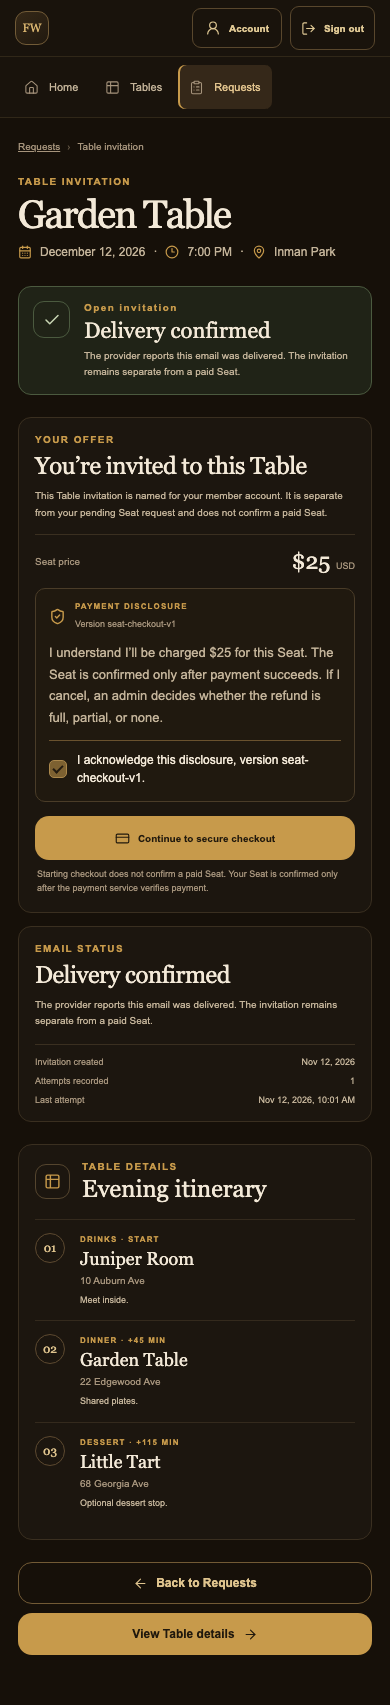 FW
Account
Sign out
Home
Tables
Requests
Requests › Table invitation
TABLE INVITATION
Garden Table
December 12, 2026 · 7:00 PM · Inman Park
Open invitation
Delivery confirmed
The provider reports this email was delivered. The invitation
remains separate from a paid Seat.
YOUR OFFER
You’re invited to this Table
This Table invitation is named for your member account. It is separate
from your pending Seat request and does not confirm a paid Seat.
Seat price
$25 USD
PAYMENT DISCLOSURE
Version seat-checkout-v1
I understand I’ll be charged $25 for this Seat. The
Seat is confirmed only after payment succeeds. If I
cancel, an admin decides whether the refund is
full, partial, or none.
I acknowledge this disclosure, version seat-
checkout-v1.
Continue to secure checkout
Starting checkout does not confirm a paid Seat. Your Seat is confirmed only
after the payment service verifies payment.
EMAIL STATUS
Delivery confirmed
The provider reports this email was delivered. The invitation remains
separate from a paid Seat.
Invitation created Nov 12, 2026
Attempts recorded 1
Last attempt Nov 12, 2026, 10:01 AM
TABLE DETAILS
Evening itinerary
01
DRINKS · START
Juniper Room
10 Auburn Ave
Meet inside.
02
DINNER · +45 MIN
Garden Table
22 Edgewood Ave
Shared plates.
03
DESSERT · +115 MIN
Little Tart
68 Georgia Ave
Optional dessert stop.
Back to Requests
View Table details